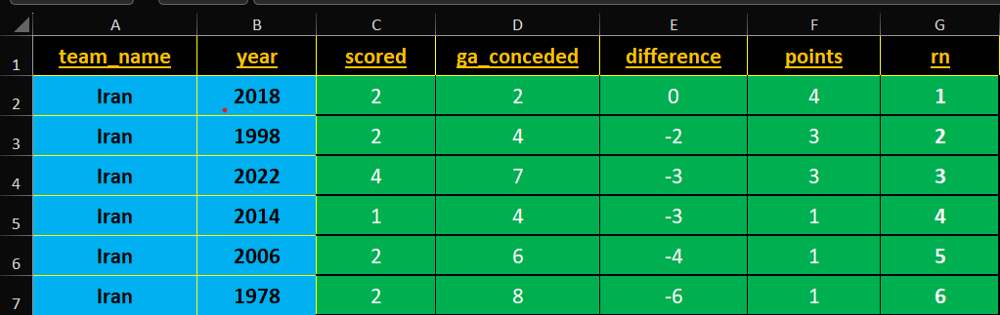 A B C D E F G
1 team_name year scored ga_conceded difference points rn
2 Iran 2018 2 2 0 4 1
3 Iran 1998 2 4 -2 3 2
4 Iran 2022 4 7 -3 3 3
5 Iran 2014 1 4 -3 1 4
6 Iran 2006 2 6 -4 1 5
7 Iran 1978 2 8 -6 1 6